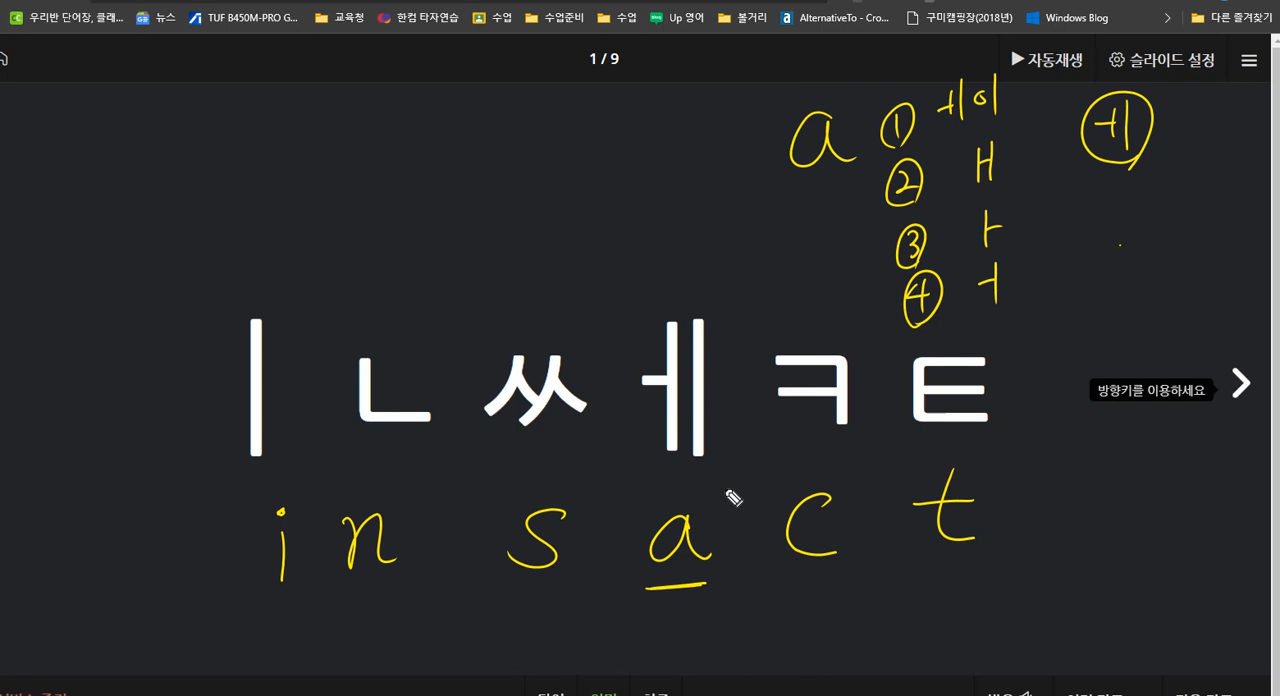 우리반 단어장, 클래... 뉴스 TUF B450M-PRO G... 교육청 한컴 타자연습 수업 수업준비 수업 Up 영어 볼거리 AlternativeTo - Cro... 구미캠핑장(2018년) Windows Blog 다른 즐겨찾기
1 / 9 ▶자동재생 슬라이드 설정
a ① ㅔ이 ㅔ
② ㅐ
③ ㅏ
④ ㅓ
ㅣ ㄴ ㅆ ㅔ ㅋ ㅌ
방향키를 이용하세요
i n s a c t